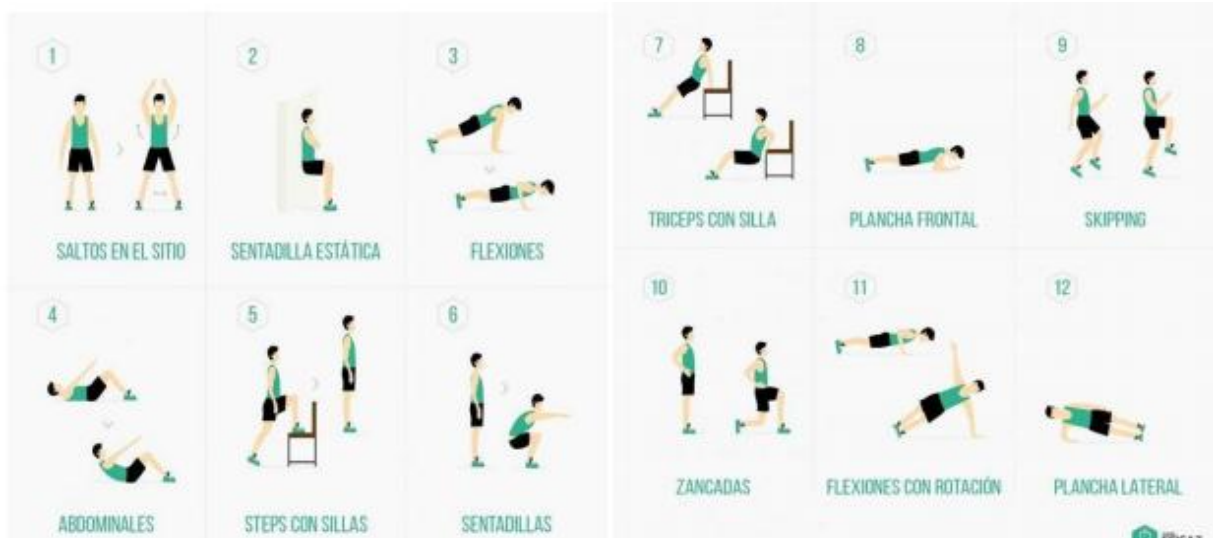 1
SALTOS EN EL SITIO
2
SENTADILLA ESTÁTICA
3
FLEXIONES
4
ABDOMINALES
5
STEPS CON SILLAS
6
SENTADILLAS
7
TRICEPS CON SILLA
8
PLANCHA FRONTAL
9
SKIPPING
10
ZANCADAS
11
FLEXIONES CON ROTACIÓN
12
PLANCHA LATERAL